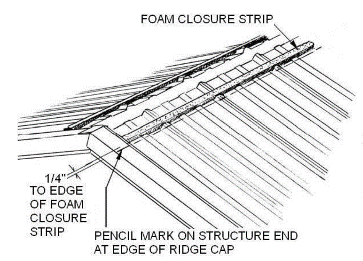 FOAM CLOSURE STRIP
1/4"
TO EDGE
OF FOAM
CLOSURE
STRIP
PENCIL MARK ON STRUCTURE END
AT EDGE OF RIDGE CAP